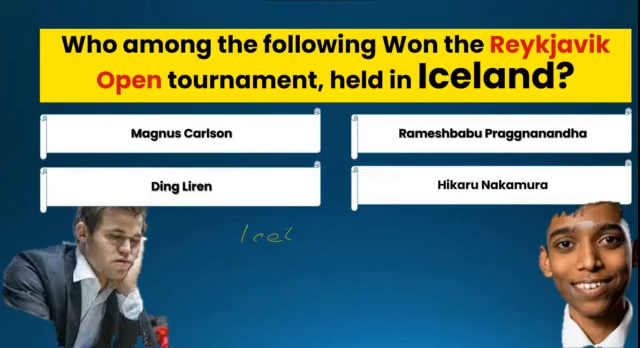 Who among the following Won the Reykjavik
Open tournament, held in Iceland?
Magnus Carlson
Rameshbabu Praggnanandha
Ding Liren
Hikaru Nakamura
Icel